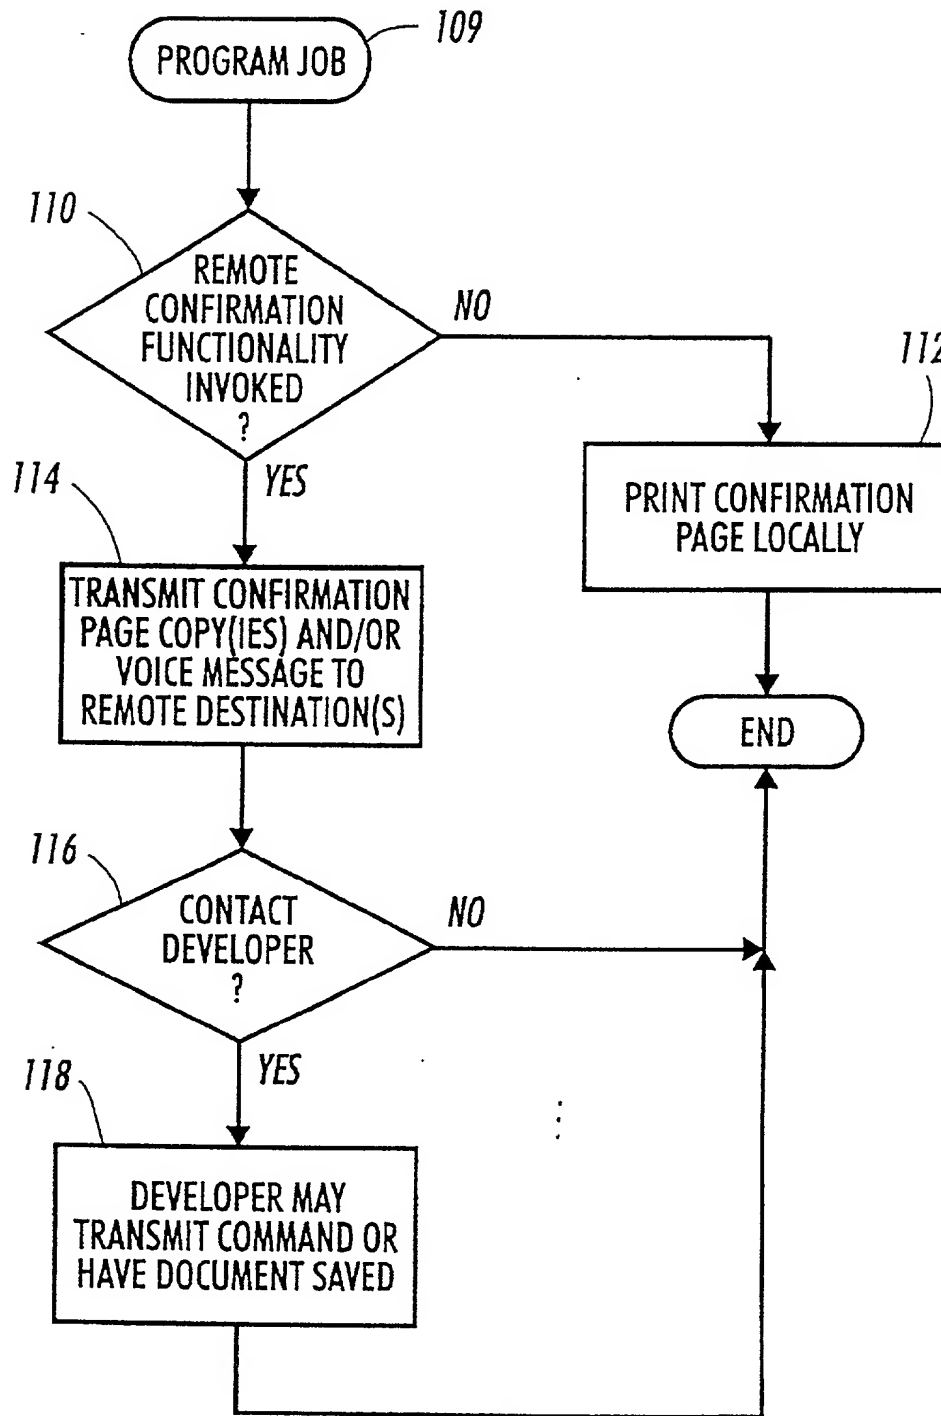 109
PROGRAM JOB
110
REMOTE
CONFIRMATION
FUNCTIONALITY
INVOKED
?
NO
112
YES
114
PRINT CONFIRMATION
PAGE LOCALLY
TRANSMIT CONFIRMATION
PAGE COPY(IES) AND/OR
VOICE MESSAGE TO
REMOTE DESTINATION(S)
END
116
CONTACT
DEVELOPER
?
NO
YES
118
DEVELOPER MAY
TRANSMIT COMMAND OR
HAVE DOCUMENT SAVED